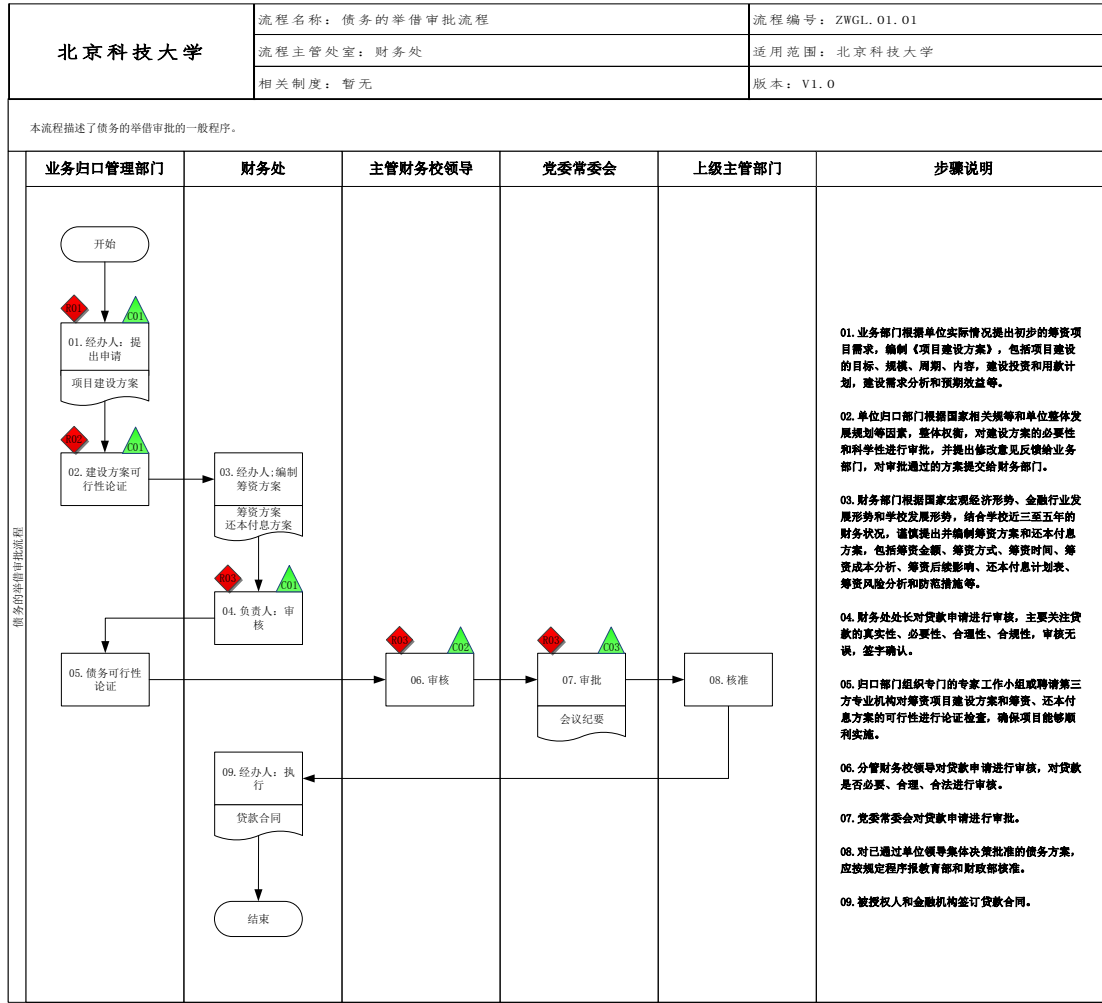 北京科技大学
流程名称：债务的举借审批流程
流程编号：ZWGL.01.01
流程主管处室：财务处
适用范围：北京科技大学
相关制度：暂无
版本：V1.0
本流程描述了债务的举借审批的一般程序。
业务归口管理部门
财务处
主管财务校领导
党委常委会
上级主管部门
步骤说明
债务的举借审批流程
开始
R01
C01
01.经办人：提
出申请
项目建设方案
R02
C01
02.建设方案可
行性论证
03.经办人;编制
筹资方案
筹资方案
还本付息方案
R03
C01
04.负责人：审
核
05.债务可行性
论证
R03
C02
06.审核
R03
C03
07.审批
会议纪要
08.核准
09.经办人：执
行
贷款合同
结束
01.业务部门根据单位实际情况提出初步的筹资项
目需求，编制《项目建设方案》，包括项目建设
的目标、规模、周期、内容，建设投资和用款计
划，建设需求分析和预期效益等。
02.单位归口部门根据国家相关规等和单位整体发
展规划等因素，整体权衡，对建设方案的必要性
和科学性进行审批，并提出修改意见反馈给业务
部门，对审批通过的方案提交给财务部门。
03.财务部门根据国家宏观经济形势、金融行业发
展形势和学校发展形势，结合学校近三至五年的
财务状况，谨慎提出并编制筹资方案和还本付息
方案，包括筹资金额、筹资方式、筹资时间、筹
资成本分析、筹资后续影响、还本付息计划表、
筹资风险分析和防范措施等。
04.财务处处长对贷款申请进行审核，主要关注贷
款的真实性、必要性、合理性、合规性，审核无
误，签字确认。
05.归口部门组织专门的专家工作小组或聘请第三
方专业机构对筹资项目建设方案和筹资、还本付
息方案的可行性进行论证检查，确保项目能够顺
利实施。
06.分管财务校领导对贷款申请进行审核，对贷款
是否必要、合理、合法进行审核。
07.党委常委会对贷款申请进行审批。
08.对已通过单位领导集体决策批准的债务方案，
应按规定程序报教育部和财政部核准。
09.被授权人和金融机构签订贷款合同。